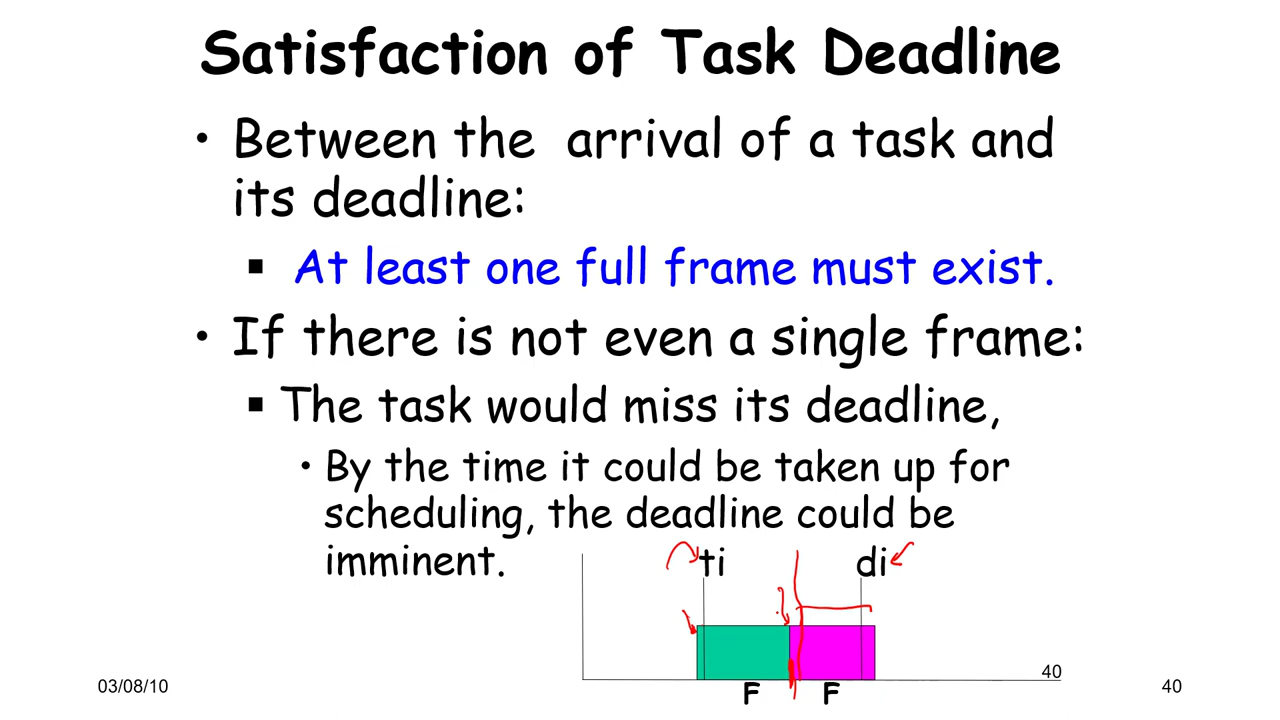 Satisfaction of Task Deadline
• Between the arrival of a task and
its deadline:
▪ At least one full frame must exist.
• If there is not even a single frame:
▪ The task would miss its deadline,
• By the time it could be taken up for
scheduling, the deadline could be
imminent.
ti di
F F
03/08/10
40
40